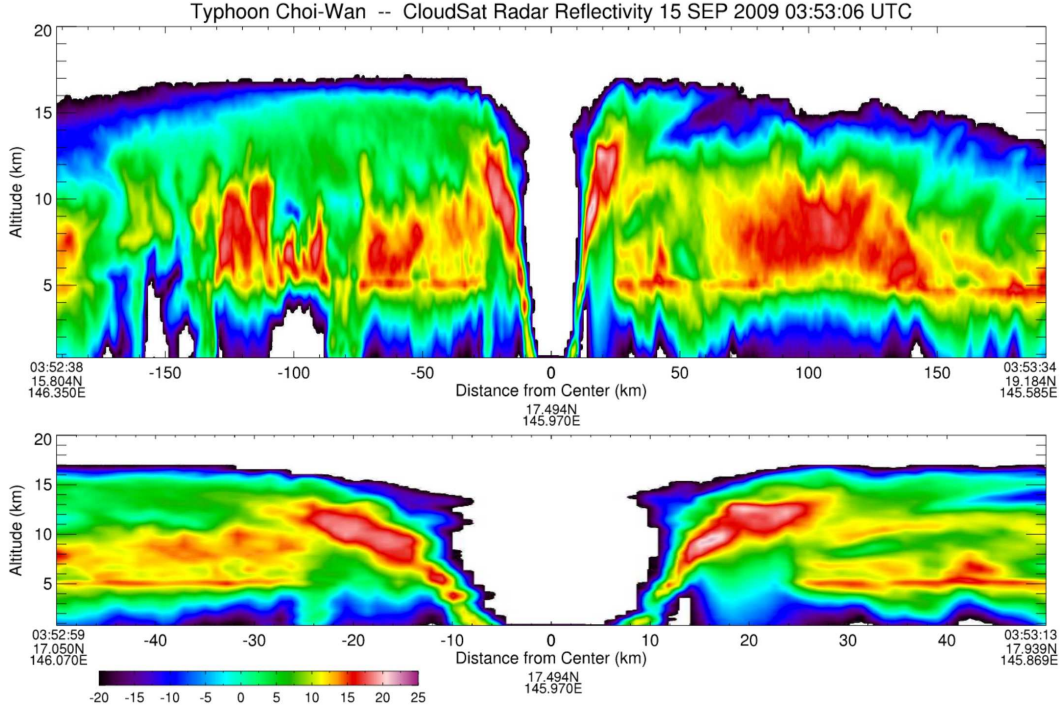 Typhoon Choi-Wan -- CloudSat Radar Reflectivity 15 SEP 2009 03:53:06 UTC
20
15
10
5
Altitude (km)
-150 -100 -50 0 50 100 150
03:52:38
15.804N
146.350E
Distance from Center (km)
17.494N
145.970E
03:53:34
19.184N
145.585E
20
15
10
5
Altitude (km)
-40 -30 -20 -10 0 10 20 30 40
03:52:59
17.050N
146.070E
Distance from Center (km)
17.494N
145.970E
03:53:13
17.939N
145.869E
-20 -15 -10 -5 0 5 10 15 20 25